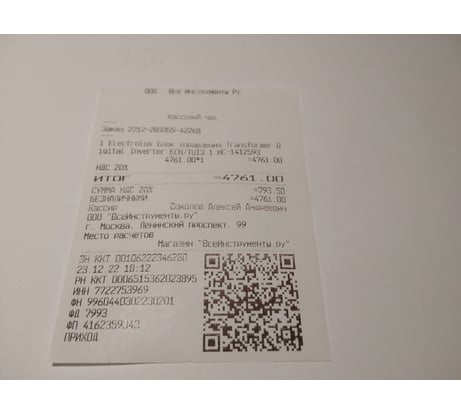 ООО Все Инструменты Ру
Кассовый чек
Заказ 2212-203355-42268
1 Electrolux Блок управления Transformer D
igital Inverter ECH/TUI3.1 НС-1412593
4761.00*1 =4761.00
НДС 20%
ИТОГ =4761.00
СУММА НДС 20% =793.50
БЕЗНАЛИЧНЫМИ =4761.00
Кассир Соколов Алексей Андреевич
ООО "ВсеИнструменты.ру"
г. Москва. Ленинский проспект. 99
Место расчетов
Магазин "ВсеИнструменты.ру"
ЗН ККТ 00106222346280
23.12.22 18:12
РН ККТ 0006515362023895
ИНН 7722753969
ФН 9960440302230201
ФД 7993
ФП 4162359343
ПРИХОД